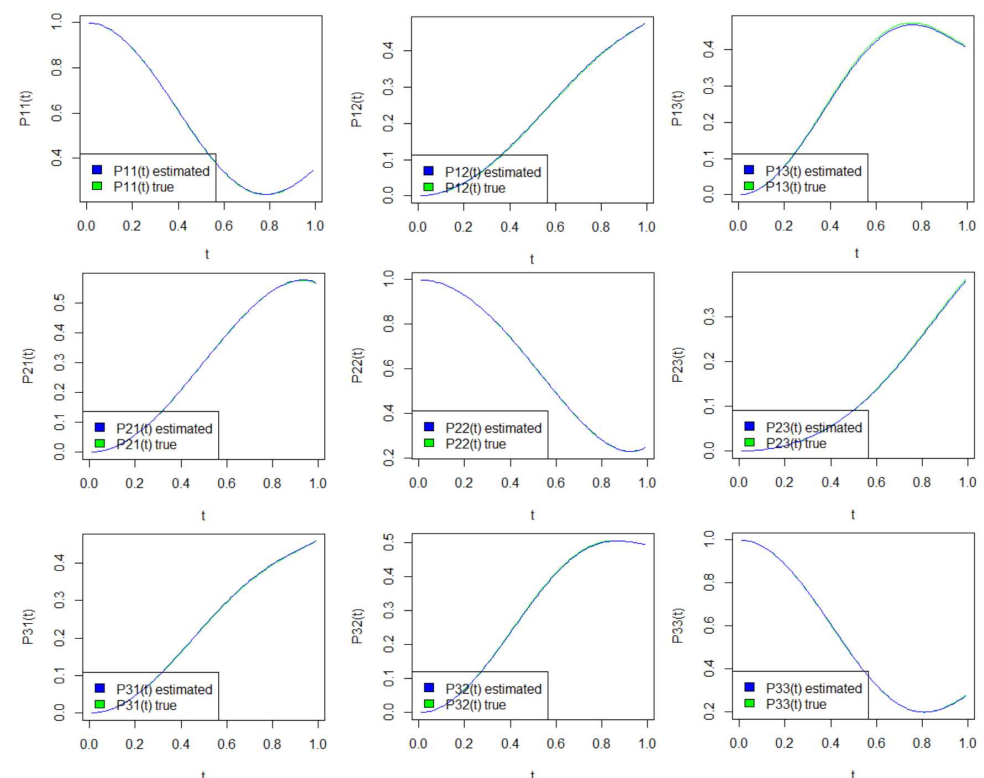 P11(t)
1.0
0.8
0.6
0.4
P11(t) estimated
P11(t) true
0.0 0.2 0.4 0.6 0.8 1.0
t
P12(t)
0.4
0.3
0.2
0.1
0.0
P12(t) estimated
P12(t) true
0.0 0.2 0.4 0.6 0.8 1.0
t
P13(t)
0.4
0.3
0.2
0.1
0.0
P13(t) estimated
P13(t) true
0.0 0.2 0.4 0.6 0.8 1.0
t
P21(t)
0.5
0.4
0.3
0.2
0.1
0.0
P21(t) estimated
P21(t) true
0.0 0.2 0.4 0.6 0.8 1.0
t
P22(t)
1.0
0.8
0.6
0.4
0.2
P22(t) estimated
P22(t) true
0.0 0.2 0.4 0.6 0.8 1.0
t
P23(t)
0.3
0.2
0.1
0.0
P23(t) estimated
P23(t) true
0.0 0.2 0.4 0.6 0.8 1.0
t
P31(t)
0.4
0.3
0.2
0.1
0.0
P31(t) estimated
P31(t) true
0.0 0.2 0.4 0.6 0.8 1.0
t
P32(t)
0.5
0.4
0.3
0.2
0.1
0.0
P32(t) estimated
P32(t) true
0.0 0.2 0.4 0.6 0.8 1.0
t
P33(t)
1.0
0.8
0.6
0.4
0.2
P33(t) estimated
P33(t) true
0.0 0.2 0.4 0.6 0.8 1.0
t